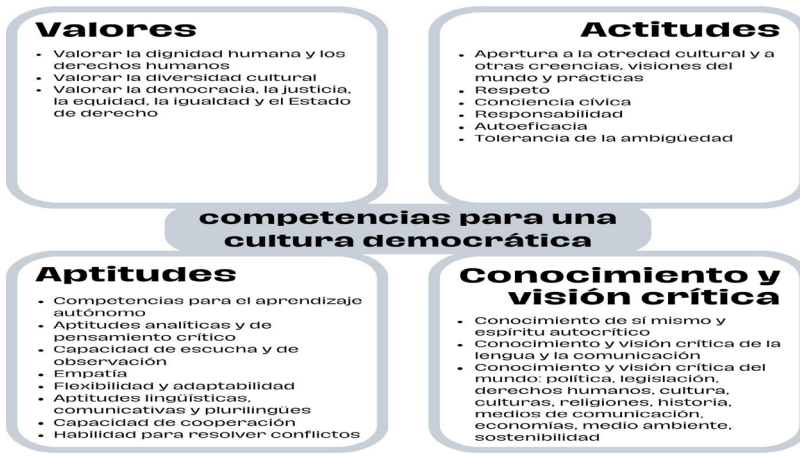 Valores
• Valorar la dignidad humana y los
derechos humanos
• Valorar la diversidad cultural
• Valorar la democracia, la justicia,
la equidad, la igualdad y el Estado
de derecho
Actitudes
• Apertura a la otredad cultural y a
otras creencias, visiones del
mundo y prácticas
• Respeto
• Conciencia cívica
• Responsabilidad
• Autoeficacia
• Tolerancia de la ambigüedad
competencias para una
cultura democrática
Aptitudes
• Competencias para el aprendizaje
autónomo
• Aptitudes analíticas y de
pensamiento crítico
• Capacidad de escucha y de
observación
• Empatía
• Flexibilidad y adaptabilidad
• Aptitudes lingüísticas,
comunicativas y plurilingües
• Capacidad de cooperación
• Habilidad para resolver conflictos
Conocimiento y
visión crítica
• Conocimiento de sí mismo y
espíritu autocrítico
• Conocimiento y visión crítica de la
lengua y la comunicación
• Conocimiento y visión crítica del
mundo: política, legislación,
derechos humanos, cultura,
culturas, religiones, historia,
medios de comunicación,
economías, medio ambiente,
sostenibilidad